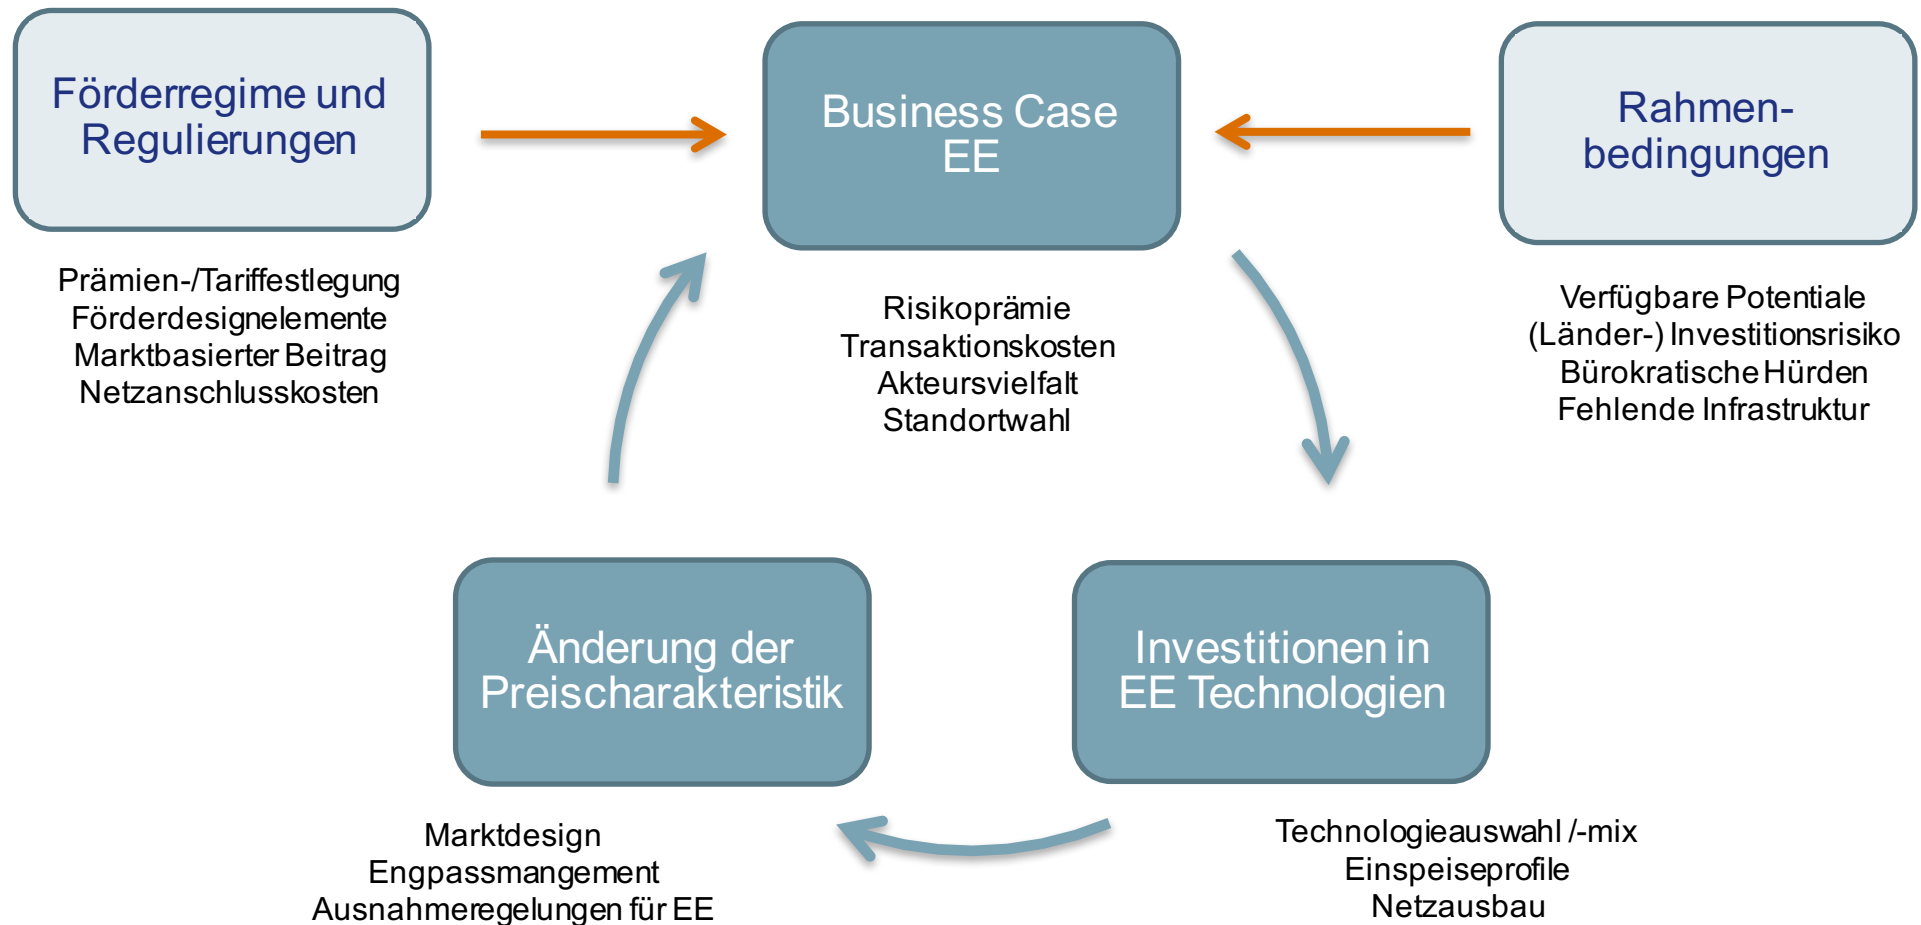 Förderregime und
Regulierungen
Prämien-/Tariffestlegung
Förderdesignelemente
Marktbasierter Beitrag
Netzanschlusskosten
Business Case
EE
Risikoprämie
Transaktionskosten
Akteursvielfalt
Standortwahl
Rahmen-
bedingungen
Verfügbare Potentiale
(Länder-) Investitionsrisiko
Bürokratische Hürden
Fehlende Infrastruktur
Änderung der
Preischarakteristik
Marktdesign
Engpassmangement
Ausnahmeregelungen für EE
Investitionen in
EE Technologien
Technologieauswahl /-mix
Einspeiseprofile
Netzausbau